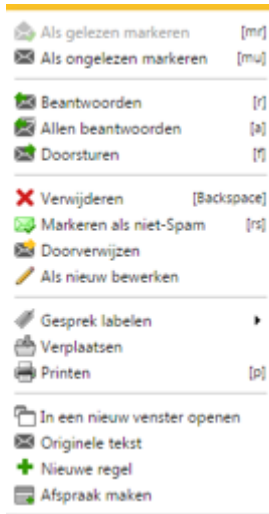 Als gelezen markeren [mr]
Als ongelezen markeren [mu]
Beantwoorden [r]
Allen beantwoorden [a]
Doorsturen [f]
Verwijderen [Backspace]
Markeren als niet-Spam [rs]
Doorverwijzen
Als nieuw bewerken
Gesprek labelen
Verplaatsen
Printen [p]
In een nieuw venster openen
Originele tekst
Nieuwe regel
Afspraak maken